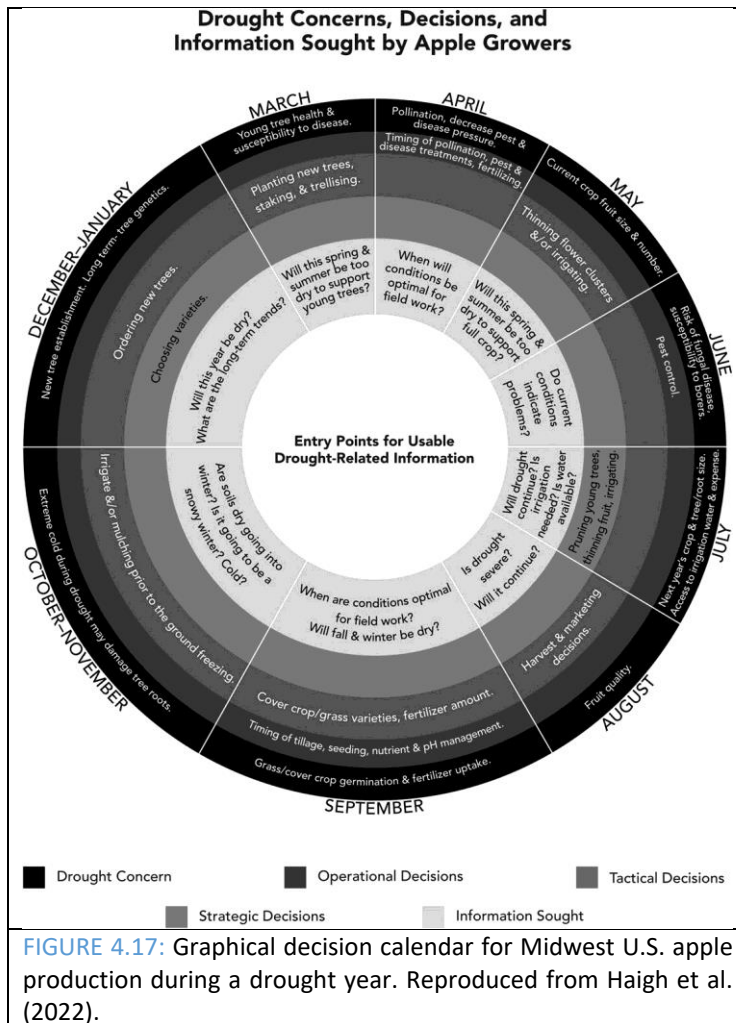 Drought Concerns, Decisions, and
Information Sought by Apple Growers
MARCH
Young tree health &
susceptibility to disease.
Planting new trees,
staking, & trellising.
Will this spring &
summer be too
dry to support
young trees?
APRIL
Pollination, decrease pest &
disease pressure.
Timing of pollination, pest &
disease treatments, fertilizing.
When will
conditions be
optimal for
field work?
MAY
Current crop fruit size & number.
Thinning flower clusters
&/or irrigating.
Will this spring &
summer be too
dry to support
full crop?
JUNE
Risk of fungal disease,
susceptibility to borers.
Pest control.
Do current
conditions
indicate
problems?
JULY
Next year's crop & tree/root size.
Access to irrigation water & expense.
Pruning young trees,
thinning fruit, irrigating.
Will drought
continue? Is
irrigation
needed? Is water
available?
AUGUST
Fruit quality.
Harvest & marketing
decisions.
Is drought
severe?
Will it continue?
SEPTEMBER
Grass/cover crop germination & fertilizer uptake.
Timing of tillage, seeding, nutrient & pH management.
Cover crop/grass varieties, fertilizer amount.
When are conditions optimal
for field work?
Will fall & winter be dry?
OCTOBER–NOVEMBER
Extreme cold during drought may damage tree roots.
Irrigate &/or mulching prior to the ground freezing.
Are soils dry going into
winter? Is it going to be a
snowy winter? Cold?
DECEMBER–JANUARY
New tree establishment. Long term- tree genetics.
Ordering new trees.
Choosing varieties.
Will this year be dry?
What are the long-term trends?
Entry Points for Usable
Drought-Related Information
Drought Concern
Operational Decisions
Tactical Decisions
Strategic Decisions
Information Sought
FIGURE 4.17: Graphical decision calendar for Midwest U.S. apple
production during a drought year. Reproduced from Haigh et al.
(2022).